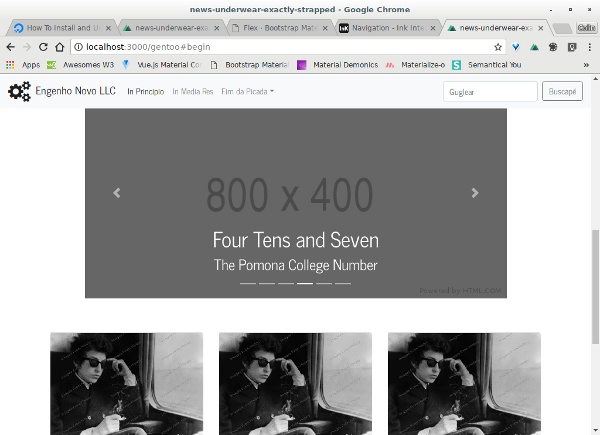 news-underwear-exactly-strapped - Google Chrome
How To Install and Us
news-underwear-exa
Flex · Bootstrap Mate
Navigation - Ink Inte
news-underwear-exa
localhost:3000/gentoo#begin
Apps
Awesomes W3
Vue.js Material Co
Bootstrap Material
Material Demonics
Materialize-o
Semantical You
Engenho Novo LLC
In Principio
In Media Res
Fim da Picada
Guglear
Buscapé
800 x 400
Four Tens and Seven
The Pomona College Number
Powered by HTML.COM